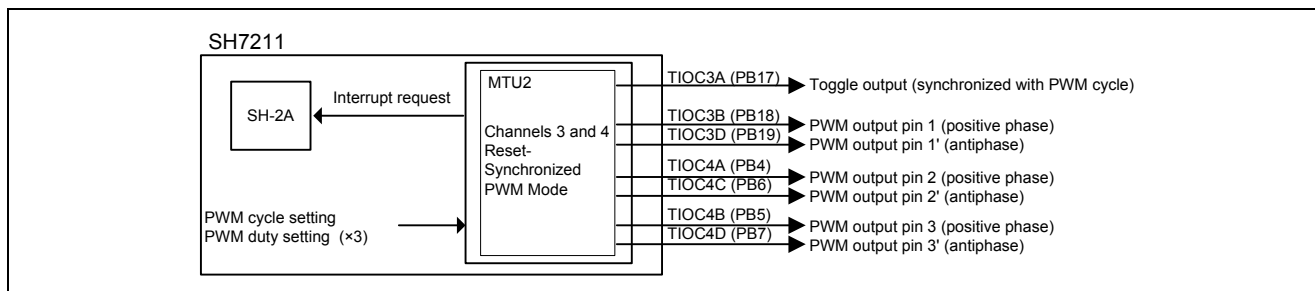 SH7211
SH-2A
Interrupt request
MTU2
Channels 3 and 4
Reset-
Synchronized
PWM Mode
PWM cycle setting
PWM duty setting (×3)
TIOC3A (PB17)
Toggle output (synchronized with PWM cycle)
TIOC3B (PB18)
PWM output pin 1 (positive phase)
TIOC3D (PB19)
PWM output pin 1' (antiphase)
TIOC4A (PB4)
PWM output pin 2 (positive phase)
TIOC4C (PB6)
PWM output pin 2' (antiphase)
TIOC4B (PB5)
PWM output pin 3 (positive phase)
TIOC4D (PB7)
PWM output pin 3' (antiphase)